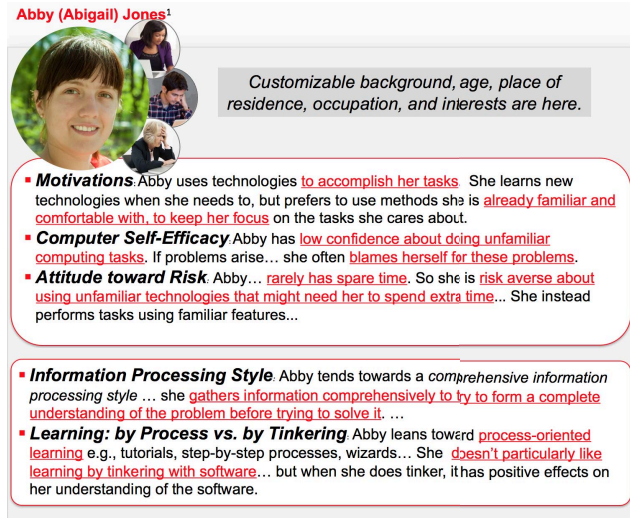 Abby (Abigail) Jones¹
Customizable background, age, place of
residence, occupation, and interests are here.
▪ Motivations: Abby uses technologies to accomplish her tasks. She learns new
technologies when she needs to, but prefers to use methods she is already familiar and
comfortable with, to keep her focus on the tasks she cares about.
▪ Computer Self-Efficacy: Abby has low confidence about doing unfamiliar
computing tasks. If problems arise… she often blames herself for these problems.
▪ Attitude toward Risk: Abby… rarely has spare time. So she is risk averse about
using unfamiliar technologies that might need her to spend extra time... She instead
performs tasks using familiar features...
▪ Information Processing Style: Abby tends towards a comprehensive information
processing style … she gathers information comprehensively to try to form a complete
understanding of the problem before trying to solve it. …
▪ Learning: by Process vs. by Tinkering: Abby leans toward process-oriented
learning e.g., tutorials, step-by-step processes, wizards… She doesn't particularly like
learning by tinkering with software… but when she does tinker, it has positive effects on
her understanding of the software.